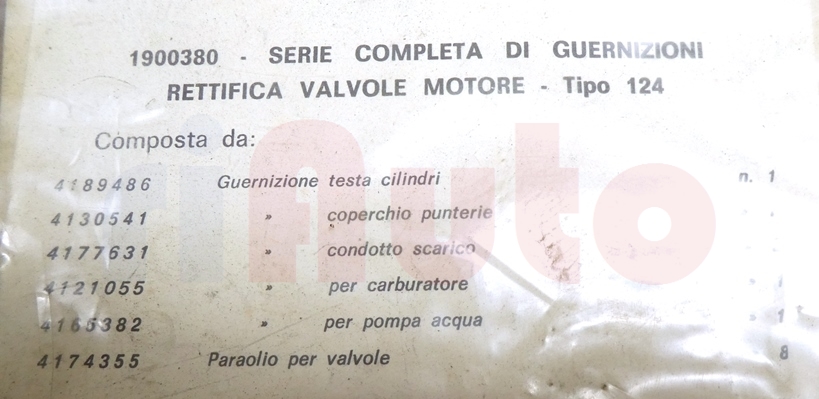 1900380 - SERIE COMPLETA DI GUERNIZIONI
RETTIFICA VALVOLE MOTORE - Tipo 124
Composta da:
4189486 Guernizione testa cilindri n. 1
4130541 » coperchio punterie »
4177631 » condotto scarico
4121055 » per carburatore »
4165382 » per pompa acqua » 1
4174355 Paraolio per valvole 8
Auto